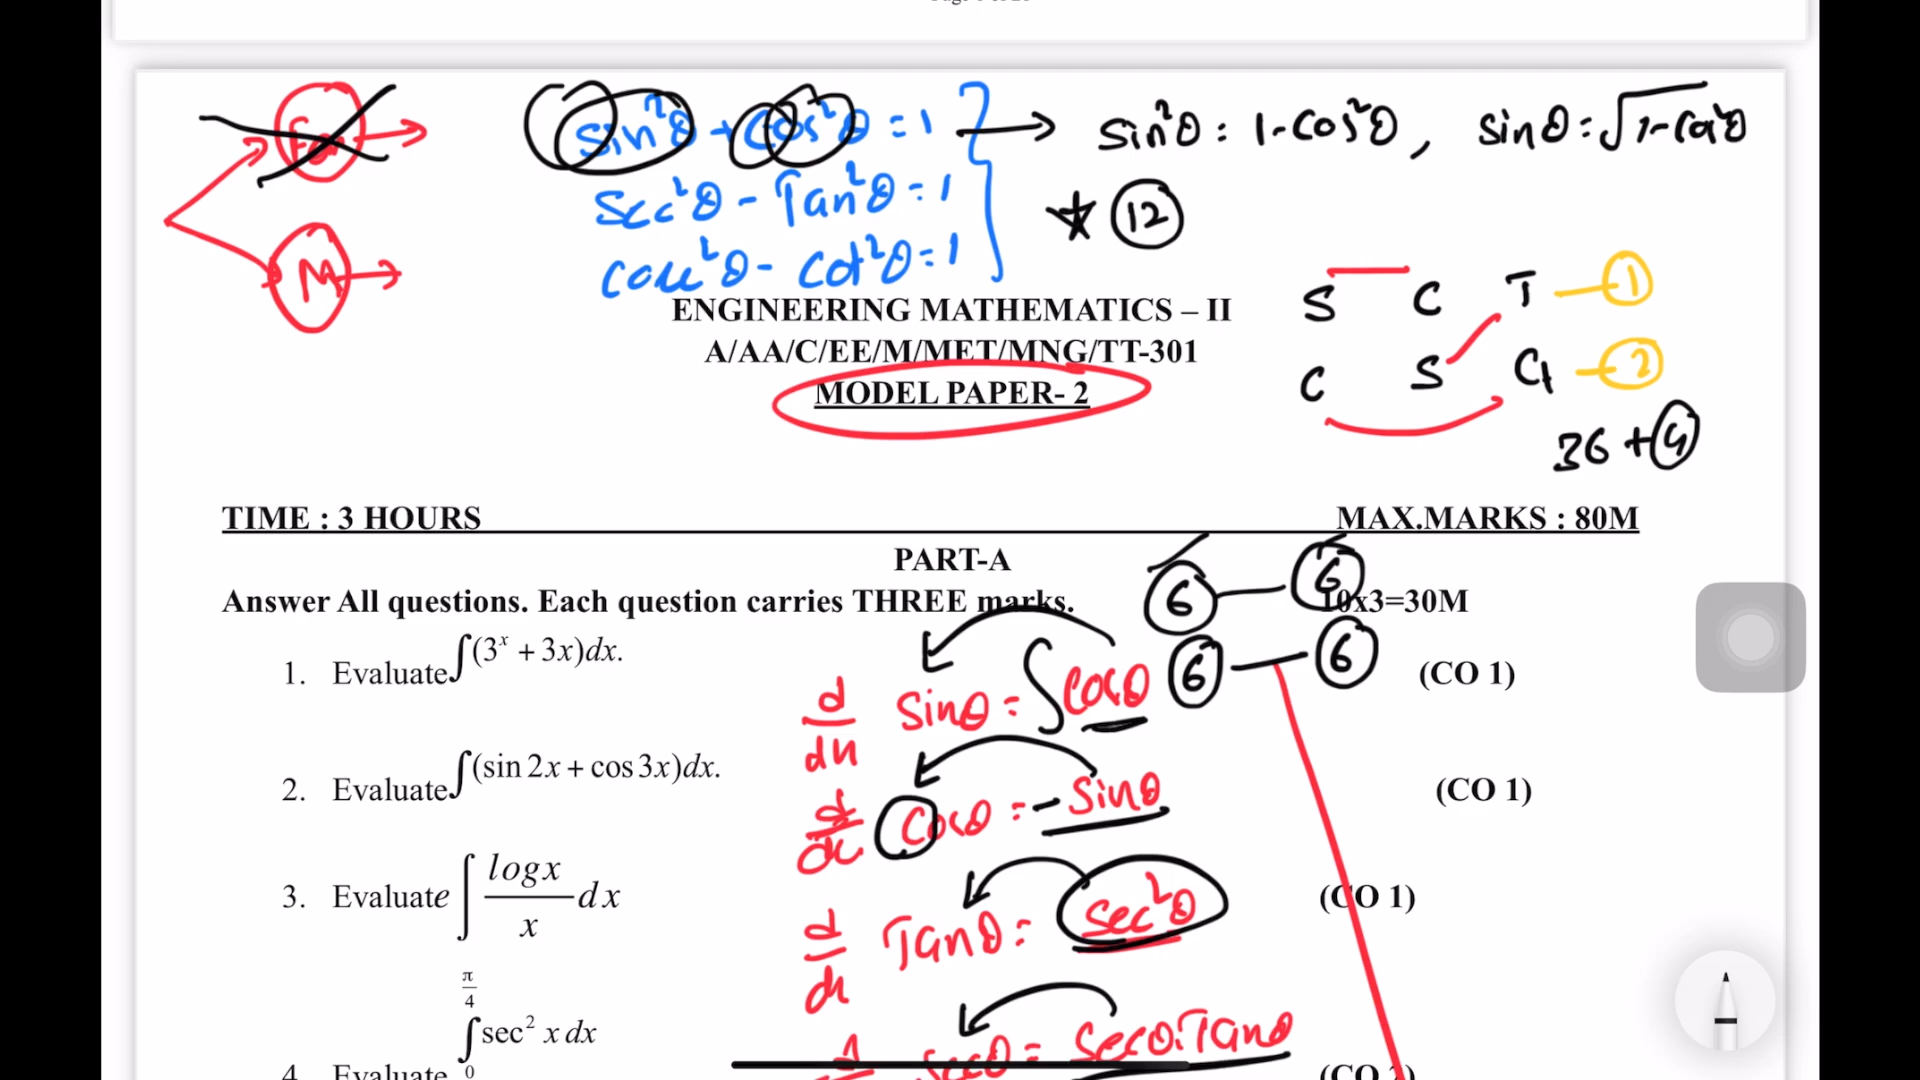 sin²θ + cos²θ = 1 → sin²θ = 1-cos²θ, sinθ = √1-cos²θ
sec²θ - Tan²θ = 1
cosec²θ - cot²θ = 1
M
★ 12
S C T - 1
C S C - 2
36 + 4
ENGINEERING MATHEMATICS – II
A/AA/C/EE/M/MET/MNG/TT-301
MODEL PAPER- 2
TIME : 3 HOURS MAX.MARKS : 80M
PART-A
Answer All questions. Each question carries THREE marks. 10x3=30M
6 — 6
6 — 6
1. Evaluate ∫(3ˣ + 3x)dx. (CO 1)
d/dx sinθ = ∫cosθ
2. Evaluate ∫(sin 2x + cos 3x)dx. (CO 1)
d/dx cosθ = -sinθ
3. Evaluate ∫ logx/x dx (CO 1)
d/dx Tanθ = sec²θ
4. Evaluate ∫₀^(π/4) sec² x dx
secθ = secθ.Tanθ